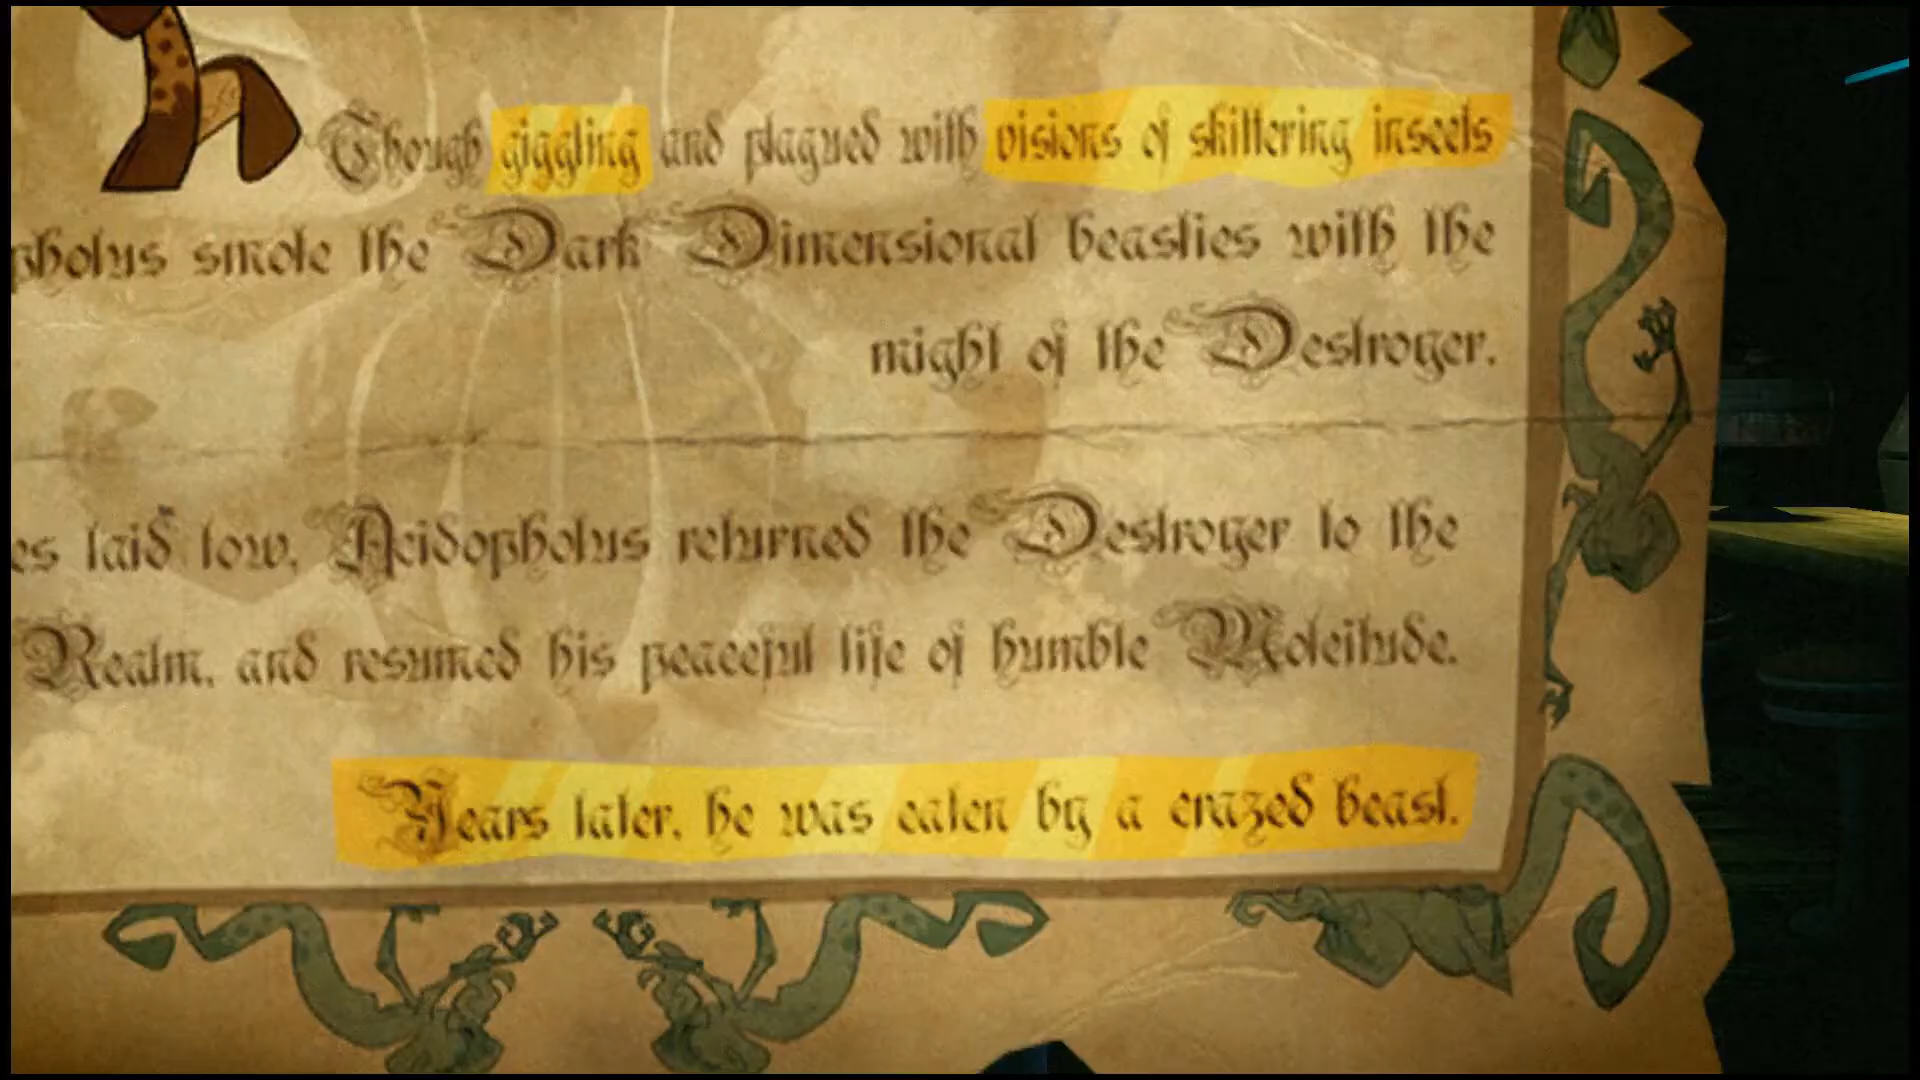 Though giggling and plagued with visions of skittering insects
pholus smote the Dark Dimensional beasties with the
might of the Destroyer.
es laid low, Acidopholus returned the Destroyer to the
Realm, and resumed his peaceful life of humble Moleitude.
Years later, he was eaten by a crazed beast.